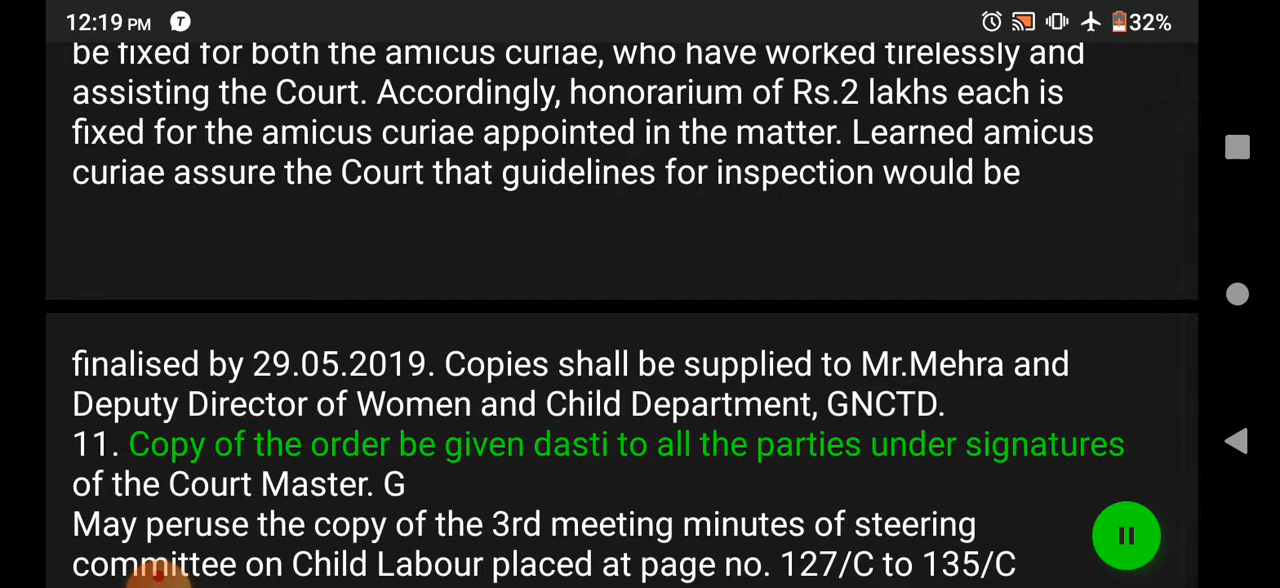 12:19 PM T 32%
be fixed for both the amicus curiae, who have worked tirelessly and
assisting the Court. Accordingly, honorarium of Rs.2 lakhs each is
fixed for the amicus curiae appointed in the matter. Learned amicus
curiae assure the Court that guidelines for inspection would be
finalised by 29.05.2019. Copies shall be supplied to Mr.Mehra and
Deputy Director of Women and Child Department, GNCTD.
11. Copy of the order be given dasti to all the parties under signatures
of the Court Master. G
May peruse the copy of the 3rd meeting minutes of steering
committee on Child Labour placed at page no. 127/C to 135/C